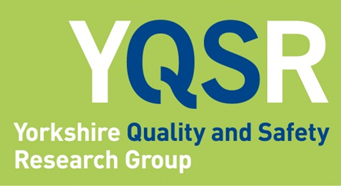 YQSR
Yorkshire Quality and Safety
Research Group